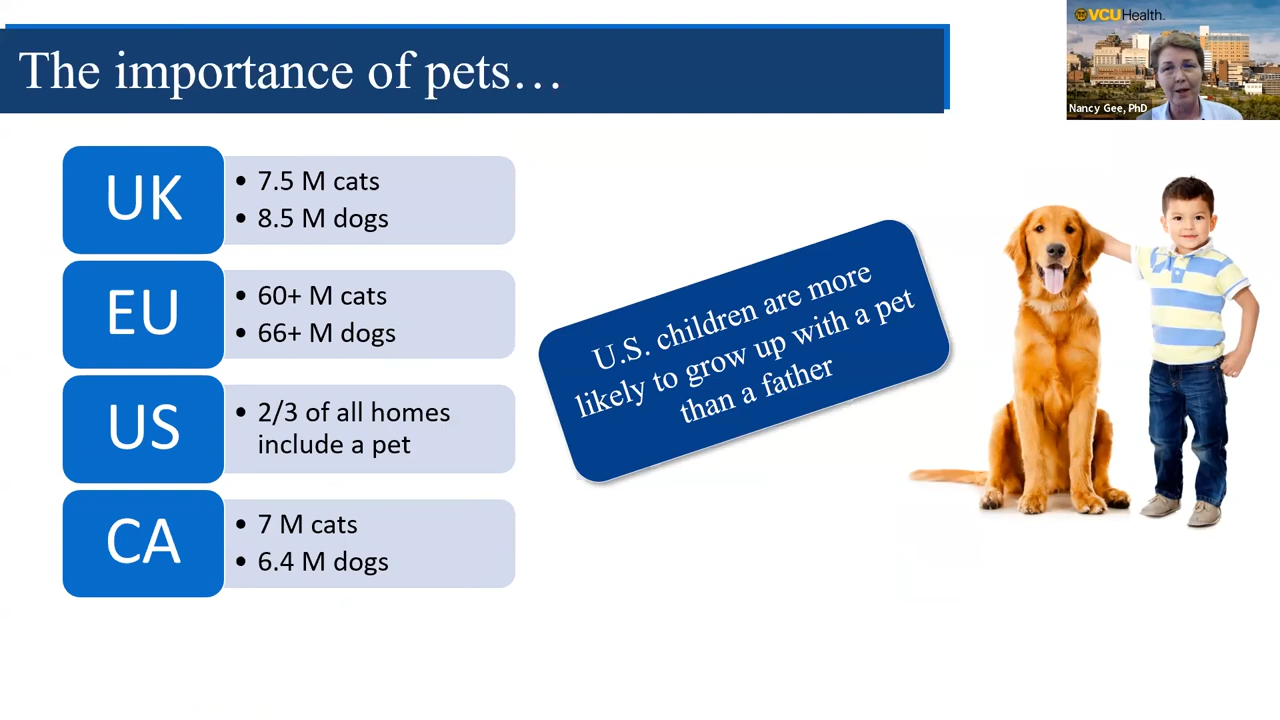 The importance of pets…
VCUHealth.
Nancy Gee, PhD
UK
• 7.5 M cats
• 8.5 M dogs
EU
• 60+ M cats
• 66+ M dogs
US
• 2/3 of all homes
include a pet
CA
• 7 M cats
• 6.4 M dogs
U.S. children are more
likely to grow up with a pet
than a father